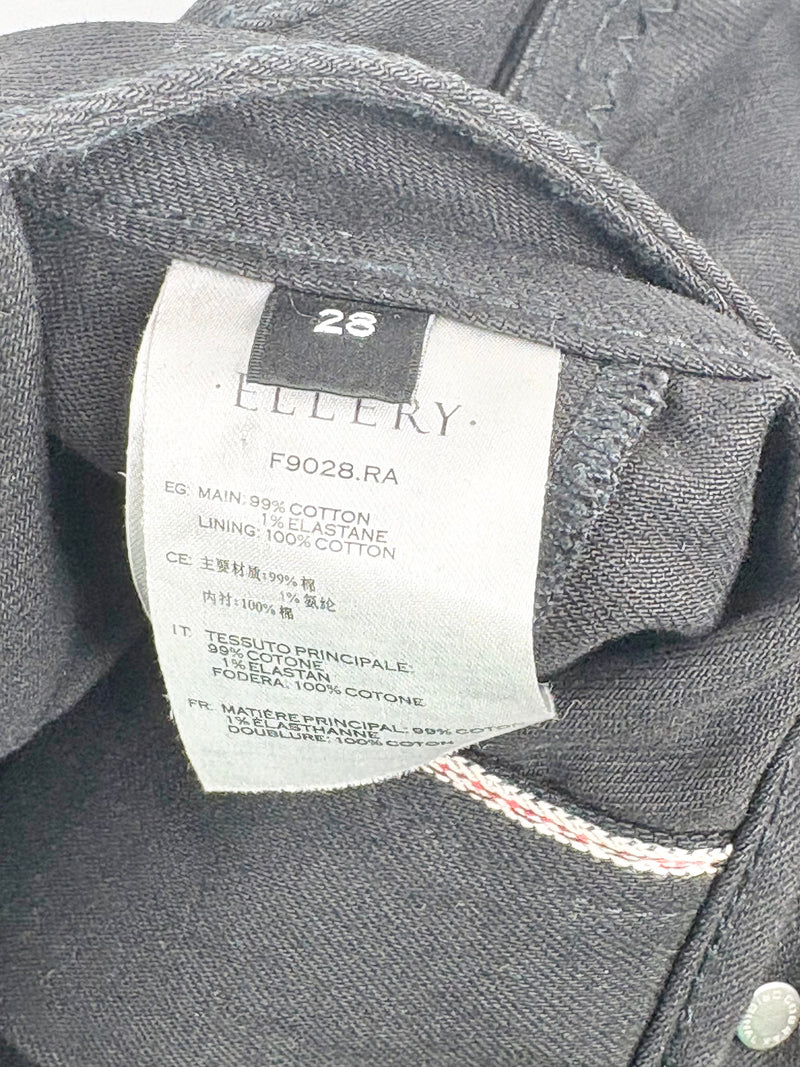 28
·ELLERY·
F9028.RA
EG: MAIN: 99% COTTON
1% ELASTANE
LINING: 100% COTTON
CE: 主要材质:99% 棉
1% 氨纶
内衬:100% 棉
IT: TESSUTO PRINCIPALE:
99% COTONE
1% ELASTAN
FODERA: 100% COTONE
FR: MATIÈRE PRINCIPAL: 99% COTON
1% ÉLASTHANNE
DOUBLURE: 100% COTON